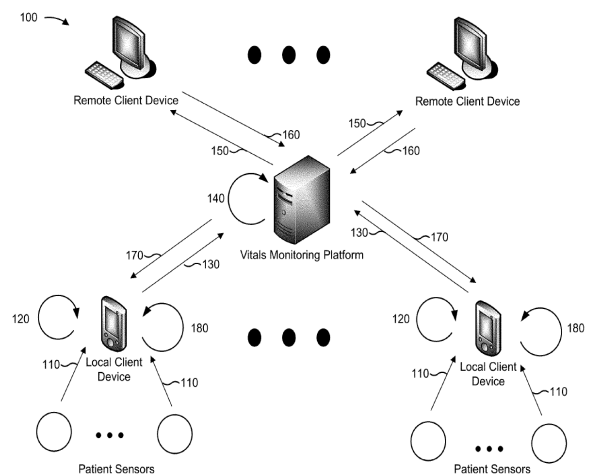 100
Remote Client Device
Remote Client Device
150
160
150
160
140
Vitals Monitoring Platform
170
130
170
130
120
180
120
180
Local Client
Device
Local Client
Device
110
110
110
110
Patient Sensors
Patient Sensors